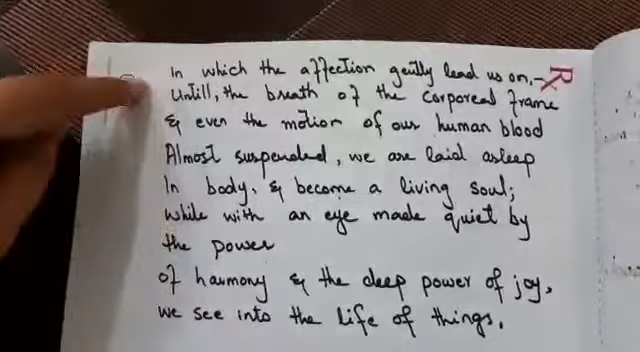 In which the affection gently lead us on,- Rx
Untill, the breath of the corporeal frame
& even the motion of our human blood
Almost suspended, we are laid asleep
In body, & become a living soul;
While with an eye made quiet by
the power
of harmony & the deep power of joy,
we see into the life of things.